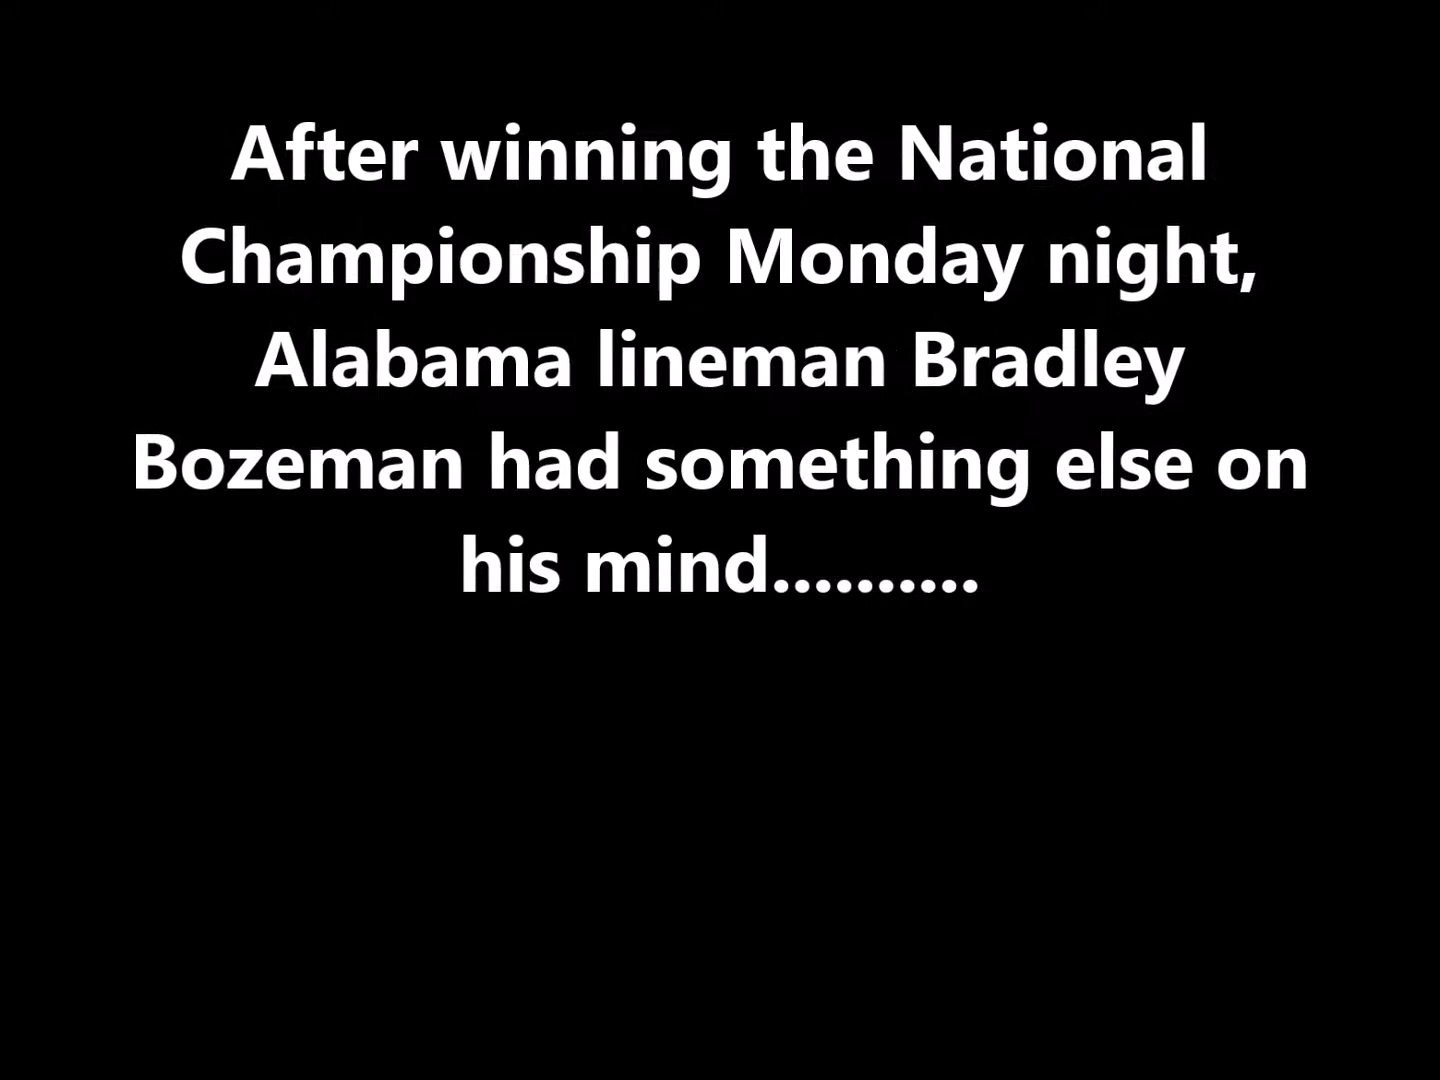 After winning the National
Championship Monday night,
Alabama lineman Bradley
Bozeman had something else on
his mind..........